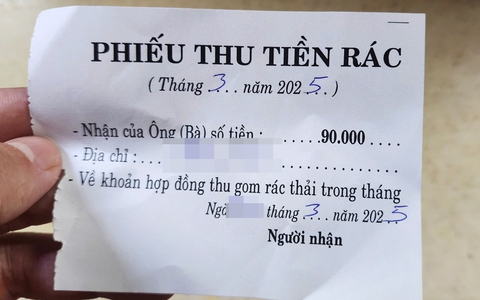 PHIẾU THU TIỀN RÁC
( Tháng 3.. năm 2025.)
- Nhận của Ông (Bà) số tiền : ......90.000 ....
- Địa chỉ : ... ..............
- Về khoản hợp đồng thu gom rác thải trong tháng
tháng 3.. năm 2025
Người nhận